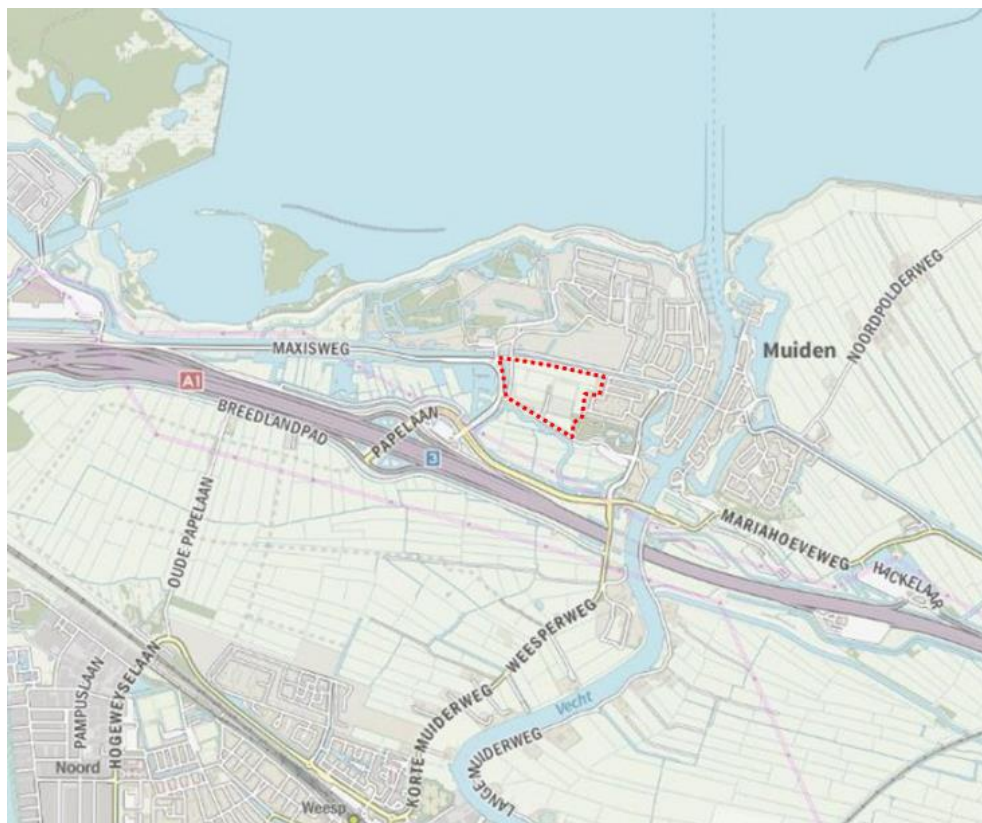 NOORDPOLDERWEG
MAXISWEG
Muiden
A1
BREEDLANDPAD
PAPELAAN
3
OUDE PAPELAAN
MARIAHOEVEWEG
HACKELAAR
WEESPERWEG
KORTE MUIDERWEG
Vecht
LANGE MUIDERWEG
PAMPUSLAAN
HOGEWEYSELAAN
Noord
Weesp